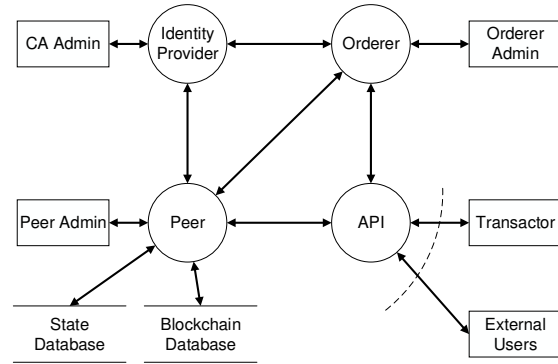 CA Admin
Identity
Provider
Orderer
Orderer
Admin
Peer Admin
Peer
API
Transactor
State
Database
Blockchain
Database
External
Users